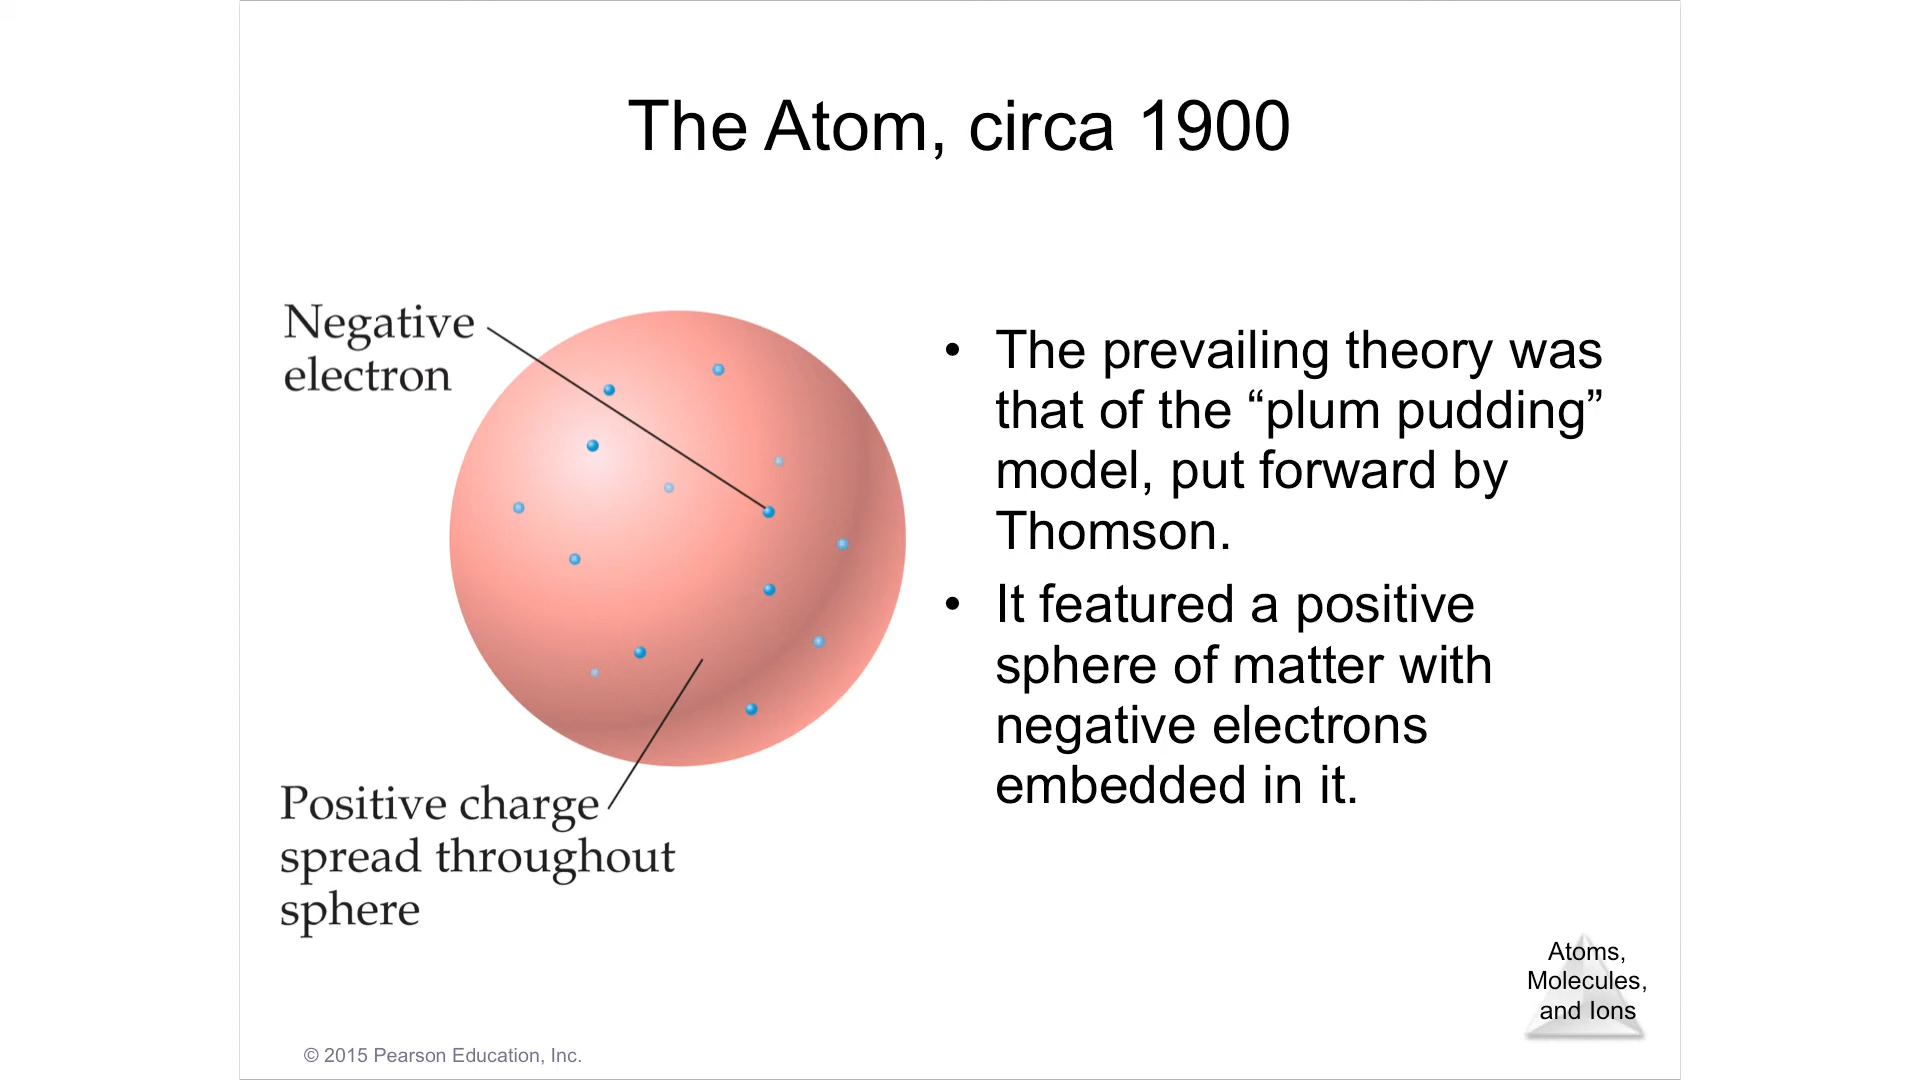 The Atom, circa 1900
Negative
electron
Positive charge
spread throughout
sphere
• The prevailing theory was
that of the “plum pudding”
model, put forward by
Thomson.
• It featured a positive
sphere of matter with
negative electrons
embedded in it.
Atoms,
Molecules,
and Ions
© 2015 Pearson Education, Inc.